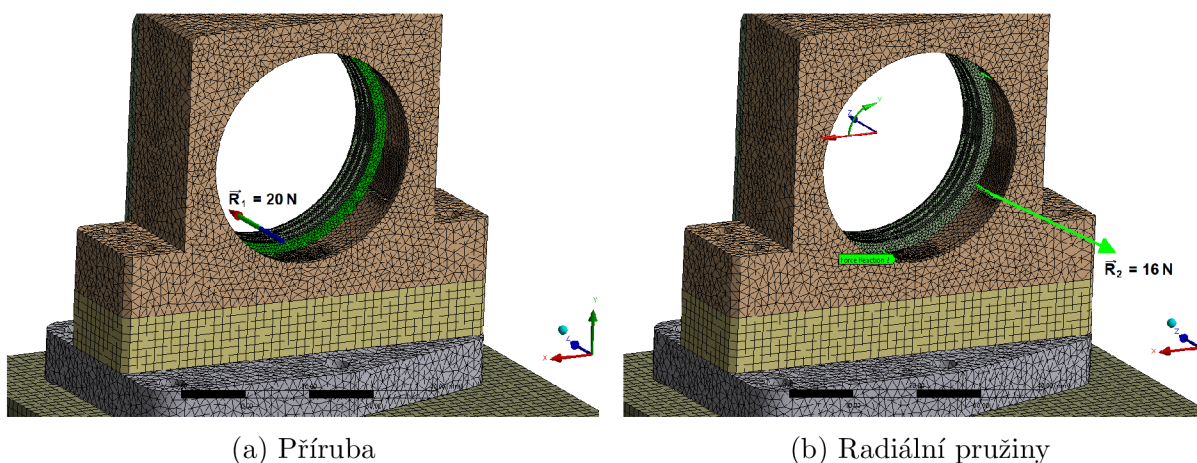 R⃗₁ = 20 N
Y
Z
X
(a) Příruba
Y
Z
Force Reaction 2
R⃗₂ = 16 N
Z
X
(b) Radiální pružiny